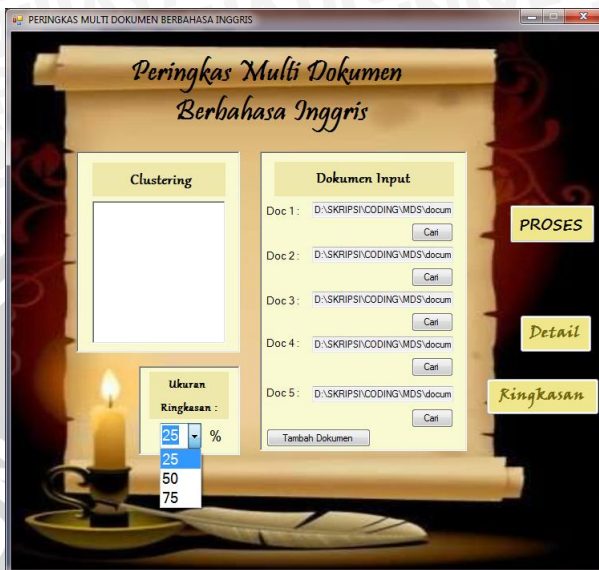 PERINGKAS MULTI DOKUMEN BERBAHASA INGGRIS
Peringkas Multi Dokumen
Berbahasa Inggris
Clustering
Dokumen Input
Doc 1 :
D:\SKRIPSI\CODING\MDS\docum
Cari
Doc 2 :
D:\SKRIPSI\CODING\MDS\docum
Cari
Doc 3 :
D:\SKRIPSI\CODING\MDS\docum
Cari
Doc 4 :
D:\SKRIPSI\CODING\MDS\docum
Cari
Doc 5 :
D:\SKRIPSI\CODING\MDS\docum
Cari
Tambah Dokumen
Ukuran
Ringkasan :
25 %
25
50
75
PROSES
Detail
Ringkasan